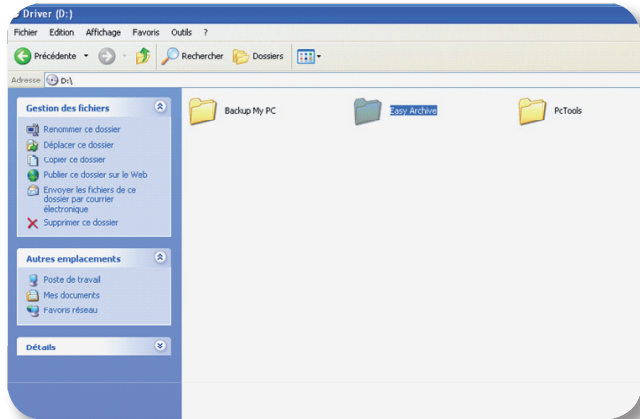 Driver (D:)
Fichier Edition Affichage Favoris Outils ?
Précédente Rechercher Dossiers
Adresse D:\
Gestion des fichiers
Renommer ce dossier
Déplacer ce dossier
Copier ce dossier
Publier ce dossier sur le Web
Envoyer les fichiers de ce
dossier par courrier
électronique
Supprimer ce dossier
Autres emplacements
Poste de travail
Mes documents
Favoris réseau
Détails
Backup My PC Easy Archive PcTools